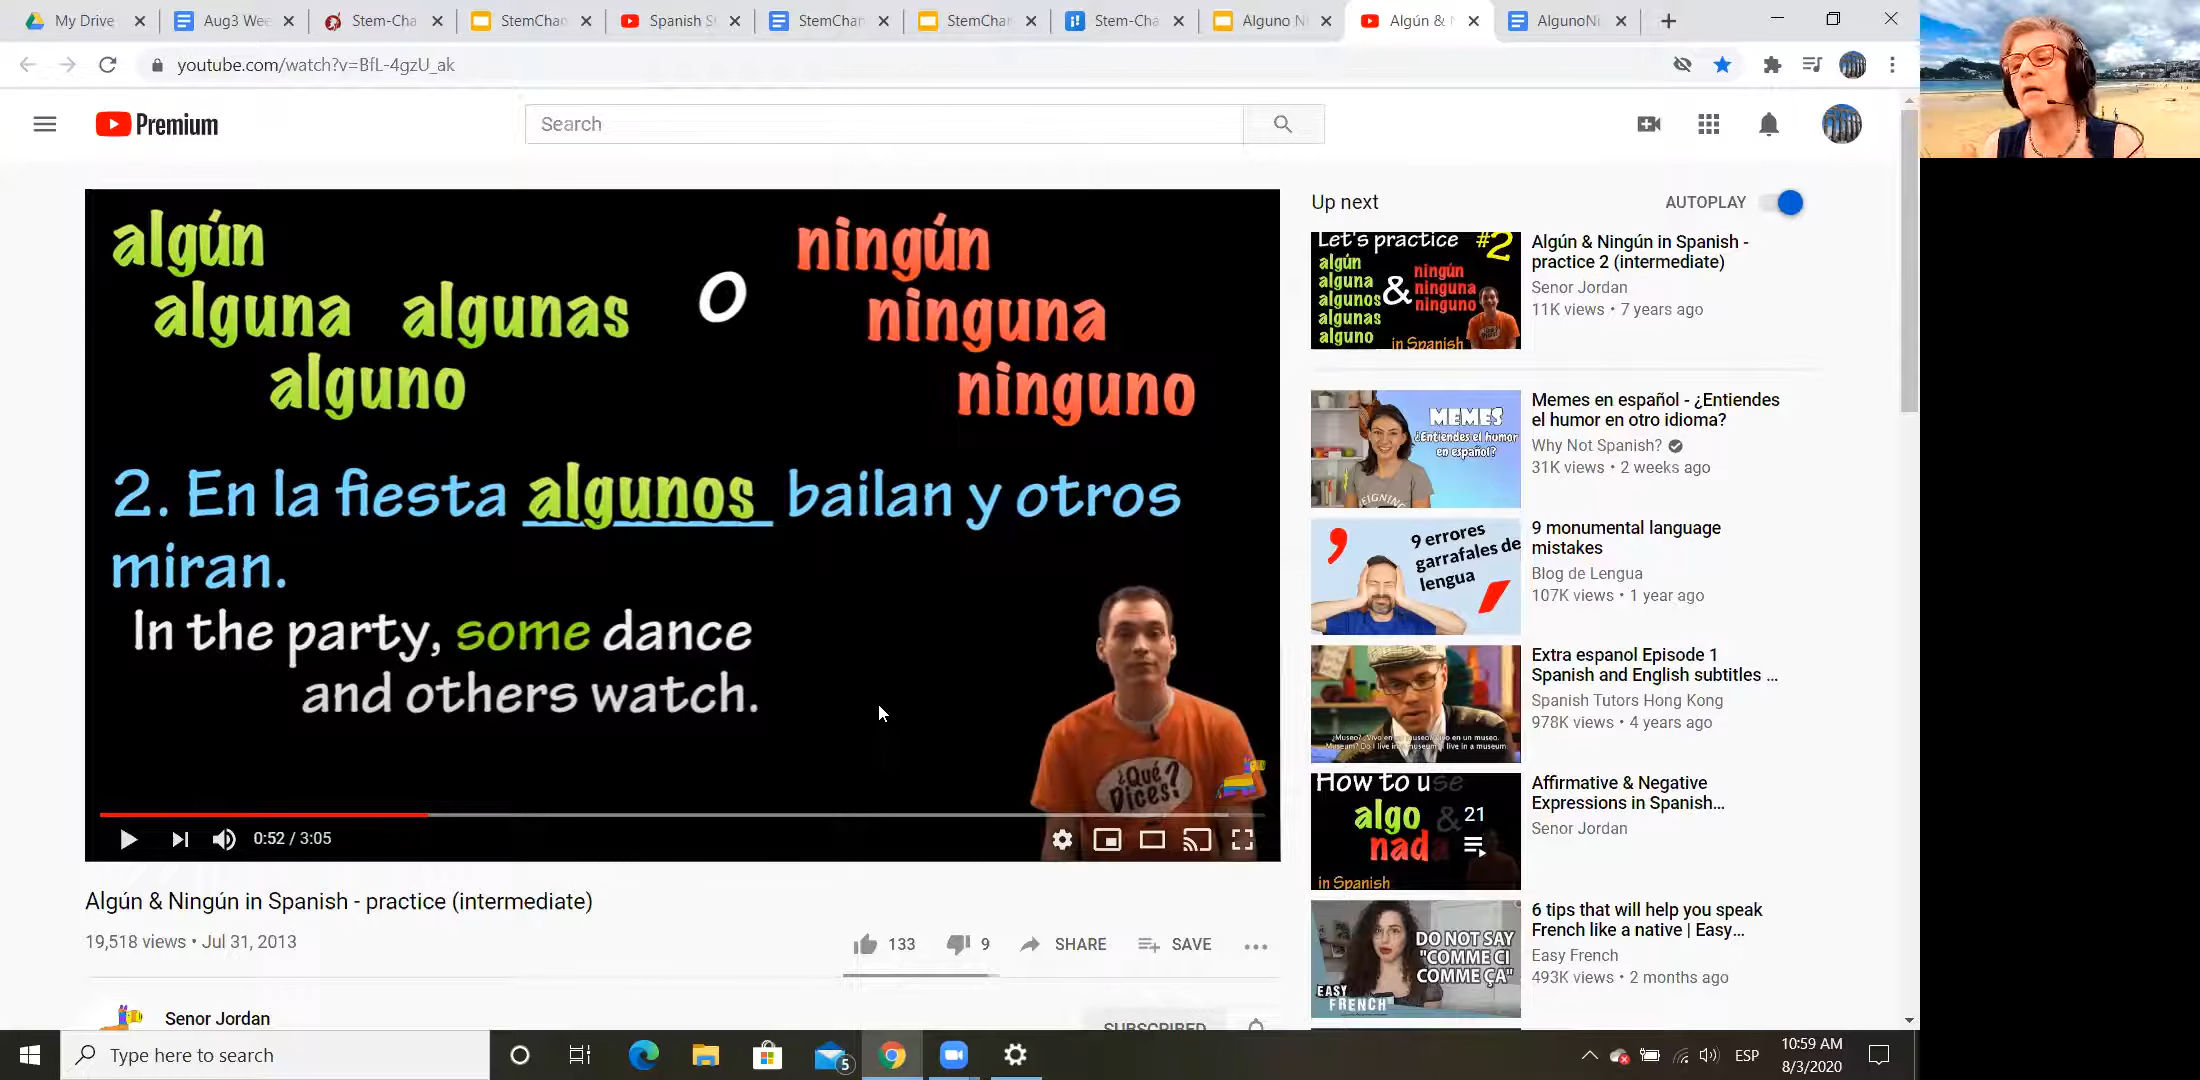 My Drive
Aug3 Wee
Stem-Cha
StemChan
Spanish S
StemChan
StemChan
Stem-Cha
Alguno N
Algún &
AlgunoNi
youtube.com/watch?v=BfL-4gzU_ak
Premium
Search
algún
alguna algunas
alguno
o
ningún
ninguna
ninguno
2. En la fiesta algunos bailan y otros
miran.
In the party, some dance
and others watch.
¿Qué
Dices?
0:52 / 3:05
Algún & Ningún in Spanish - practice (intermediate)
19,518 views • Jul 31, 2013
133
9
SHARE
SAVE
Senor Jordan
SUBSCRIBED
Up next
AUTOPLAY
Let's practice #2
algún
alguna
algunos
algunas
alguno
&
ningún
ninguna
ninguno
in Spanish
Algún & Ningún in Spanish -
practice 2 (intermediate)
Senor Jordan
11K views • 7 years ago
MEMES
¿Entiendes el humor
en español?
Memes en español - ¿Entiendes
el humor en otro idioma?
Why Not Spanish?
31K views • 2 weeks ago
9 errores
garrafales de
lengua
9 monumental language
mistakes
Blog de Lengua
107K views • 1 year ago
Extra espanol Episode 1
Spanish and English subtitles ...
Spanish Tutors Hong Kong
978K views • 4 years ago
How to use
algo &
nada
in Spanish
21
Affirmative & Negative
Expressions in Spanish...
Senor Jordan
DO NOT SAY
"COMME CI
COMME ÇA"
EASY
FRENCH
6 tips that will help you speak
French like a native | Easy...
Easy French
493K views • 2 months ago
Type here to search
5
ESP
10:59 AM
8/3/2020